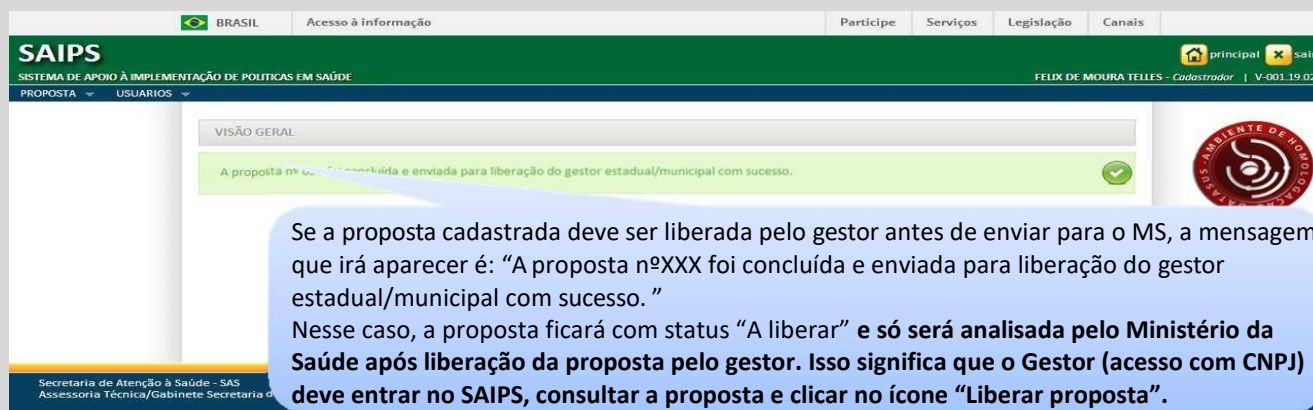 BRASIL Acesso à informação Participe Serviços Legislação Canais
SAIPS
principal sair
SISTEMA DE APOIO À IMPLEMENTAÇÃO DE POLITICAS EM SAÚDE
FELIX DE MOURA TELLES - Cadastrador | V-001.19.02
PROPOSTA USUARIOS
VISÃO GERAL
A proposta nº concluída e enviada para liberação do gestor estadual/municipal com sucesso.
AMBIENTE DE HOMOLOGAÇÃO DATASUS
Se a proposta cadastrada deve ser liberada pelo gestor antes de enviar para o MS, a mensagem
que irá aparecer é: “A proposta nºXXX foi concluída e enviada para liberação do gestor
estadual/municipal com sucesso. ”
Nesse caso, a proposta ficará com status “A liberar” e só será analisada pelo Ministério da
Saúde após liberação da proposta pelo gestor. Isso significa que o Gestor (acesso com CNPJ)
deve entrar no SAIPS, consultar a proposta e clicar no ícone “Liberar proposta”.
Secretaria de Atenção à Saúde - SAS
Assessoria Técnica/Gabinete Secretaria d